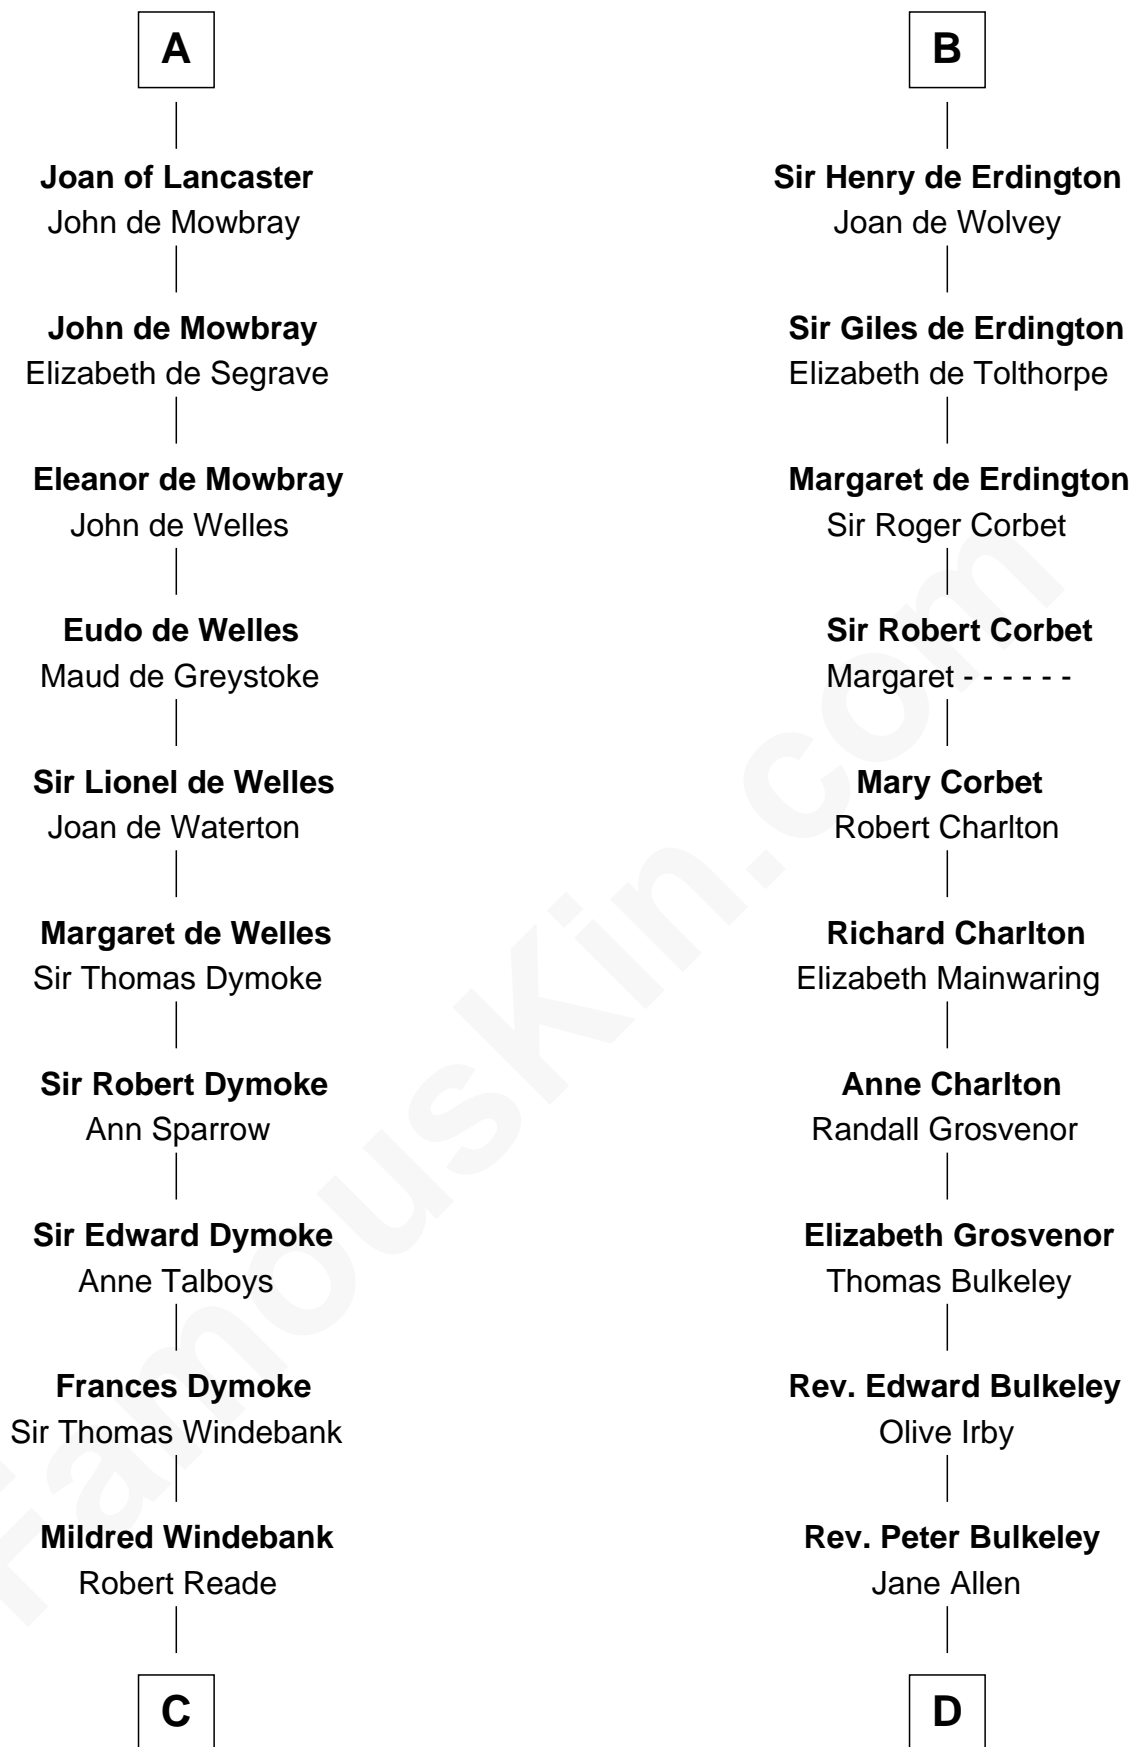 A
Joan of Lancaster
John de Mowbray
John de Mowbray
Elizabeth de Segrave
Eleanor de Mowbray
John de Welles
Eudo de Welles
Maud de Greystoke
Sir Lionel de Welles
Joan de Waterton
Margaret de Welles
Sir Thomas Dymoke
Sir Robert Dymoke
Ann Sparrow
Sir Edward Dymoke
Anne Talboys
Frances Dymoke
Sir Thomas Windebank
Mildred Windebank
Robert Reade
C
B
Sir Henry de Erdington
Joan de Wolvey
Sir Giles de Erdington
Elizabeth de Tolthorpe
Margaret de Erdington
Sir Roger Corbet
Sir Robert Corbet
Margaret - - - - - -
Mary Corbet
Robert Charlton
Richard Charlton
Elizabeth Mainwaring
Anne Charlton
Randall Grosvenor
Elizabeth Grosvenor
Thomas Bulkeley
Rev. Edward Bulkeley
Olive Irby
Rev. Peter Bulkeley
Jane Allen
D
FamousKin.com